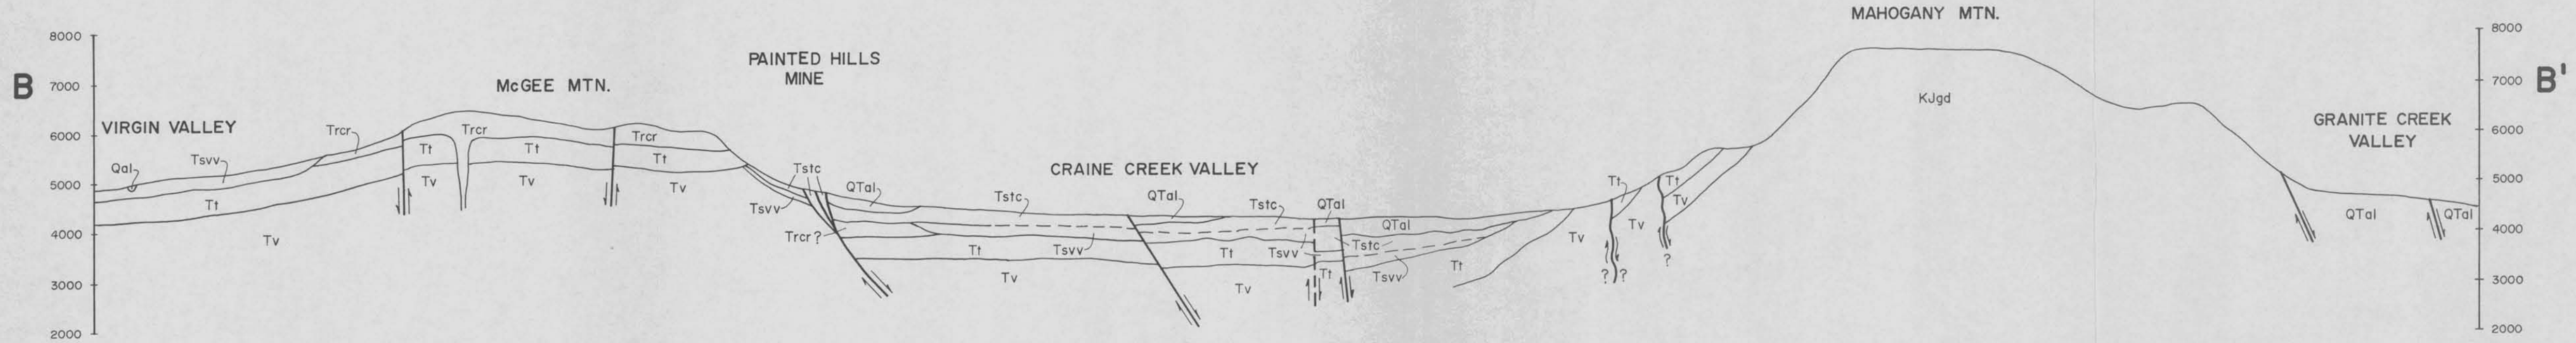 MAHOGANY MTN.
8000
8000
PAINTED HILLS
MINE
B
7000
McGEE MTN.
7000
B'
KJgd
VIRGIN VALLEY
6000
Trcr
Trcr
Trcr
6000
GRANITE CREEK
VALLEY
Tt
Tt
Tt
Qal
Tsvv
CRAINE CREEK VALLEY
Tstc
5000
Tv
Tv
Tv
QTal
Tstc
QTal
Tstc
QTal
Tt
Tt
5000
Tt
Tsvv
Tv
QTal
QTal
4000
Tv
Trcr?
QTal
Tv
Tv
4000
Tt
Tsvv
Tt
Tsvv
Tstc
Tt
Tsvv
Tt
?
3000
Tv
Tv
? ?
3000
2000
2000